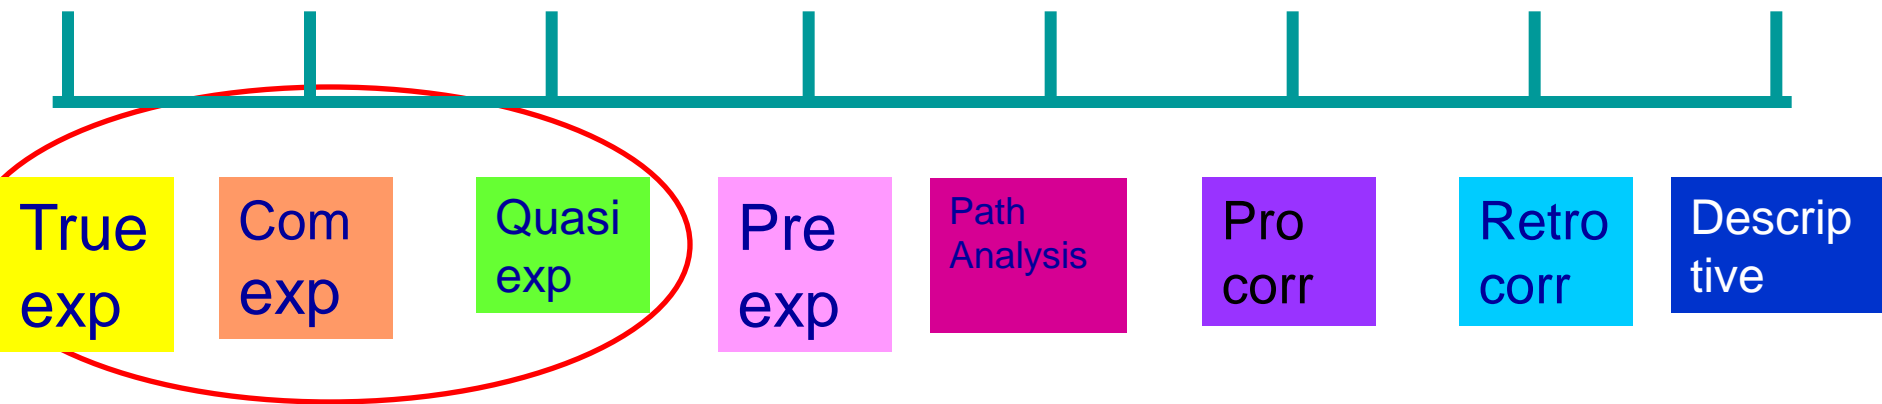 True
exp
Com
exp
Quasi
exp
Pre
exp
Path
Analysis
Pro
corr
Retro
corr
Descrip
tive